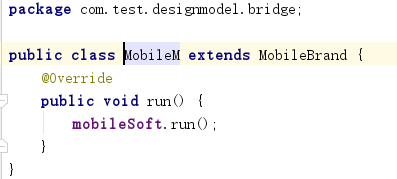 package com.test.designmodel.bridge;
public class MobileM extends MobileBrand {
@Override
public void run() {
mobileSoft.run();
}
}